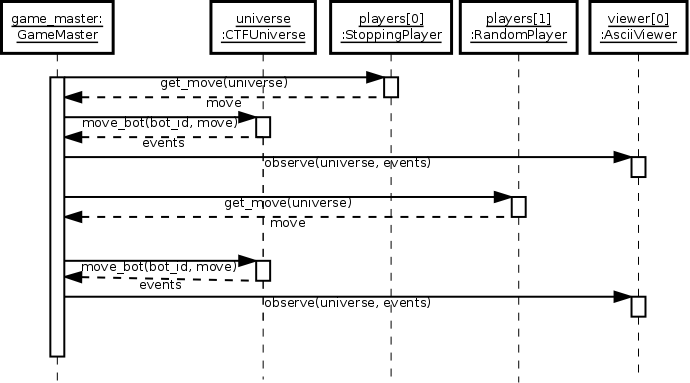 game_master:
GameMaster
universe
:CTFUniverse
players[0]
:StoppingPlayer
players[1]
:RandomPlayer
viewer[0]
:AsciiViewer
get_move(universe)
move
move_bot(bot_id, move)
events
observe(universe, events)
get_move(universe)
move
move_bot(bot_id, move)
events
observe(universe, events)